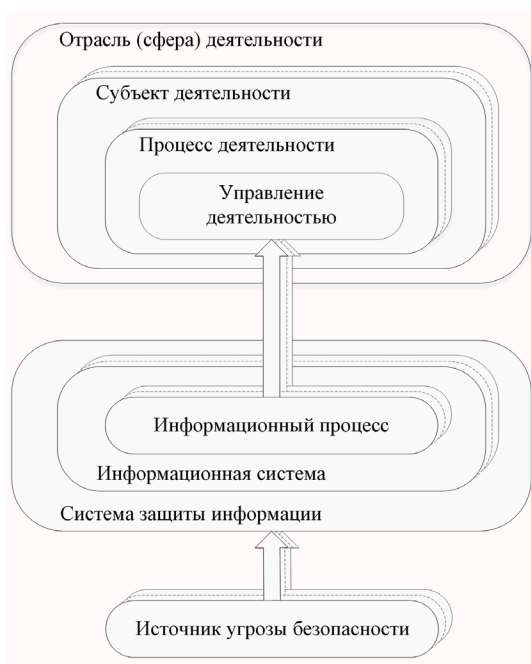 Отрасль (сфера) деятельности
Субъект деятельности
Процесс деятельности
Управление
деятельностью
Информационный процесс
Информационная система
Система защиты информации
Источник угрозы безопасности